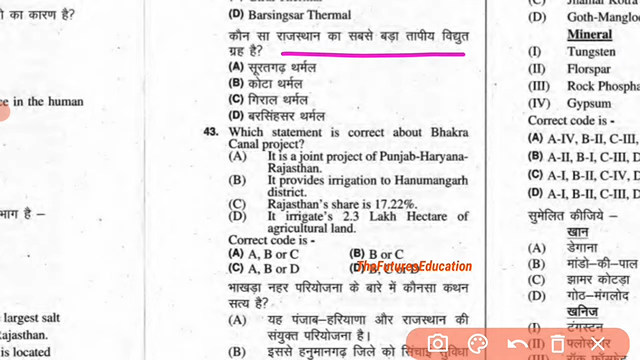 ो का कारण है?
ce in the human
भाग है –
largest salt
Rajasthan.
is located
(D) Barsingsar Thermal
कौन सा राजस्थान का सबसे बड़ा तापीय विद्युत
ग्रह है?
(A) सूरतगढ़ थर्मल
(B) कोटा थर्मल
(C) गिराल थर्मल
(D) बरसिंहसर थर्मल
43. Which statement is correct about Bhakra
Canal project?
(A) It is a joint project of Punjab-Haryana-
Rajasthan.
(B) It provides irrigation to Hanumangarh
district.
(C) Rajasthan's share is 17.22%.
(D) It irrigate's 2.3 Lakh Hectare of
agricultural land.
Correct code is -
(A) A, B or C (B) B or C
(C) A, B or D (D) B, C or D
TheFuturesEducation
भाखड़ा नहर परियोजना के बारे में कौनसा कथन
सत्य है?
(A) यह पंजाब-हरियाणा और राजस्थान की
संयुक्त परियोजना है।
(B) इससे हनुमानगढ़ जिले को सिंचाई सुविधा
(D) Goth-Manglo
Mineral
(I) Tungsten
(II) Florspar
(III) Rock Phospha
(IV) Gypsum
Correct code is -
(A) A-IV, B-II, C-III,
(B) A-II, B-I, C-III, D
(C) A-I, B-II, C-IV, D
(D) A-I, B-II, C-III, D
सुमेलित कीजिये –
खान
(A) डेगाना
(B) मांडो-की-पाल
(C) झामर कोटड़ा
(D) गोठ-मंगलोद
खनिज
(I) टंगस्टन
(II) फ्लोर